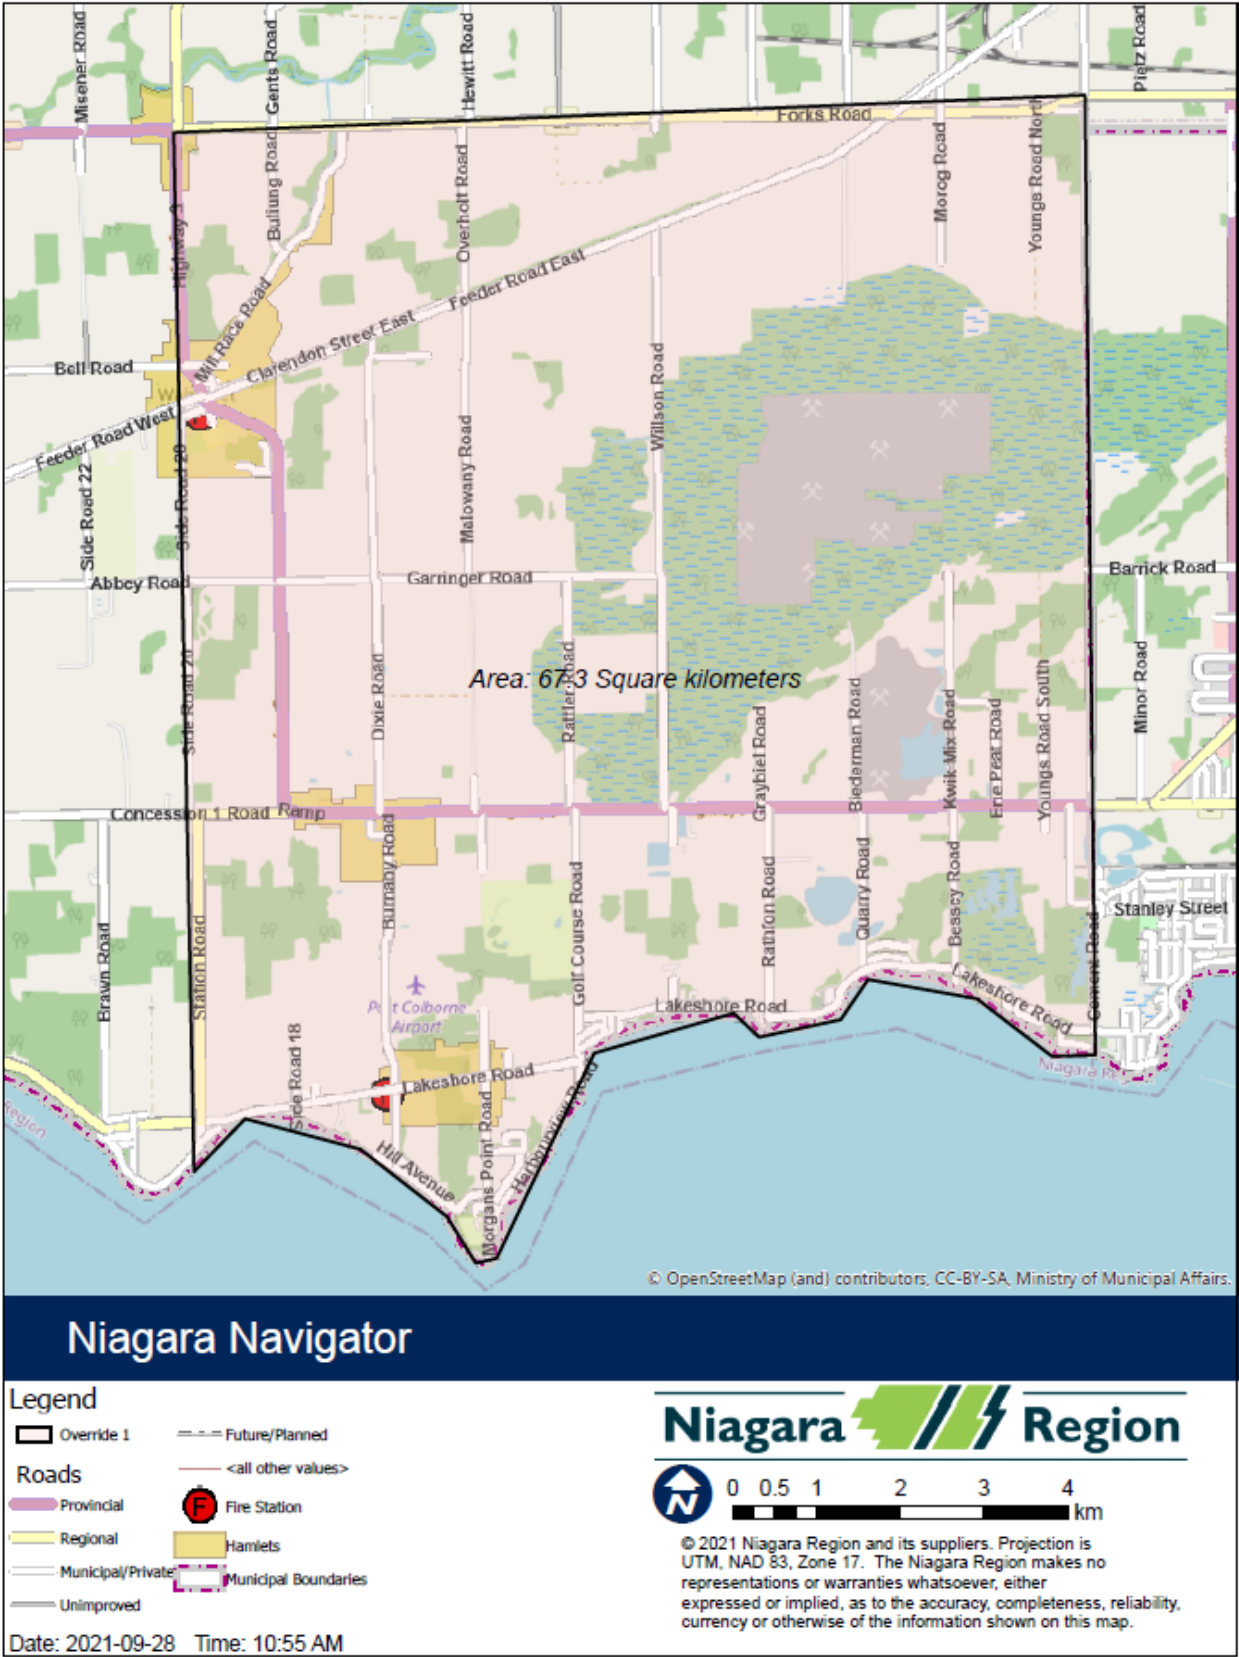 Misener Road
Gents Road
Hewitt Road
Pietz Road
Forks Road
Highway 3
Buliung Road
Overholt Road
Morog Road
Youngs Road North
Feeder Road East
Mill Race Road
Clarendon Street East
Bell Road
Feeder Road West
Side Road 22
Side Road 20
Malowany Road
Willson Road
Abbey Road
Garringer Road
Barrick Road
Area: 67.3 Square kilometers
Side Road 20
Dixie Road
Rattler Road
Graybiel Road
Biederman Road
Kwik Mix Road
Erie Peat Road
Youngs Road South
Minor Road
Concession 1 Road
Ramp
Brawn Road
Station Road
Burnaby Road
Golf Course Road
Rathfon Road
Quarry Road
Bessey Road
Cement Road
Stanley Street
Port Colborne
Airport
Lakeshore Road
Lakeshore Road
Side Road 18
Lakeshore Road
Region
Niagara Re
Hill Avenue
Morgans Point Road
Harbourview Road
© OpenStreetMap (and) contributors, CC-BY-SA, Ministry of Municipal Affairs.
Niagara Navigator
Legend
Override 1
Future/Planned
Roads
<all other values>
Provincial
F
Fire Station
Regional
Hamlets
Municipal/Private
Municipal Boundaries
Unimproved
Date: 2021-09-28 Time: 10:55 AM
Niagara Region
N
0 0.5 1 2 3 4
km
© 2021 Niagara Region and its suppliers. Projection is
UTM, NAD 83, Zone 17. The Niagara Region makes no
representations or warranties whatsoever, either
expressed or implied, as to the accuracy, completeness, reliability,
currency or otherwise of the information shown on this map.